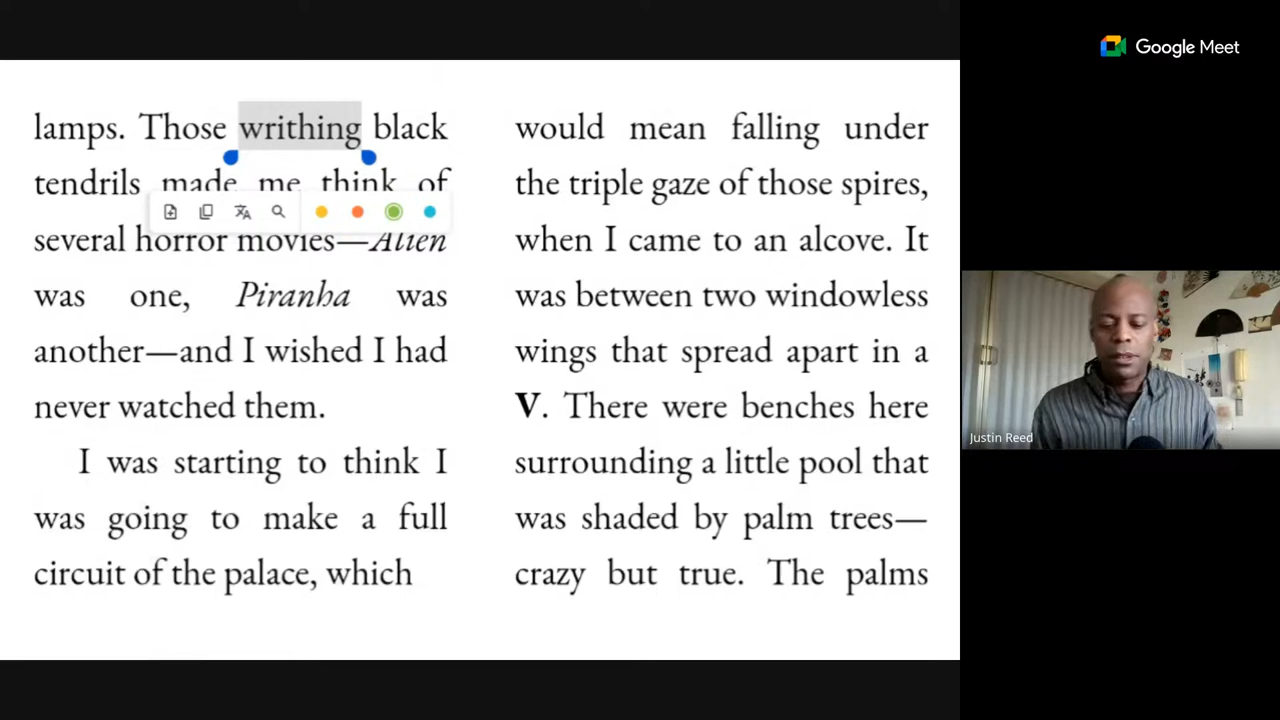 lamps. Those writhing black
tendrils made me think of
several horror movies—Alien
was one, Piranha was
another—and I wished I had
never watched them.
I was starting to think I
was going to make a full
circuit of the palace, which
would mean falling under
the triple gaze of those spires,
when I came to an alcove. It
was between two windowless
wings that spread apart in a
V. There were benches here
surrounding a little pool that
was shaded by palm trees—
crazy but true. The palms
Google Meet
Justin Reed